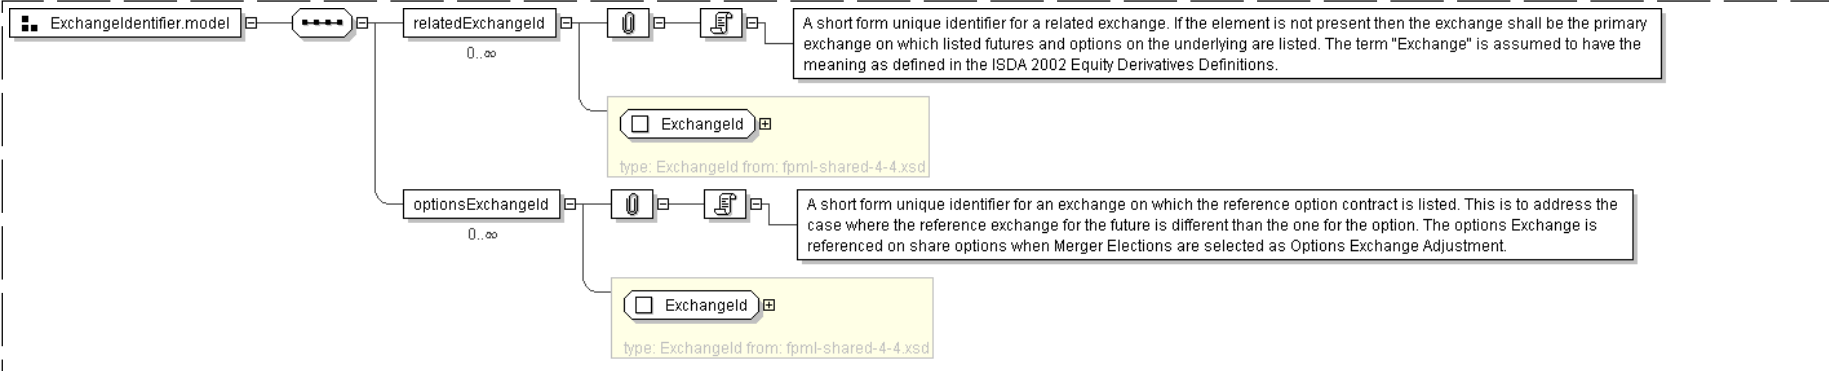 ExchangeIdentifier.model
relatedExchangeId
0..∞
A short form unique identifier for a related exchange. If the element is not present then the exchange shall be the primary
exchange on which listed futures and options on the underlying are listed. The term "Exchange" is assumed to have the
meaning as defined in the ISDA 2002 Equity Derivatives Definitions.
ExchangeId
type: ExchangeId from: fpml-shared-4-4.xsd
optionsExchangeId
0..∞
A short form unique identifier for an exchange on which the reference option contract is listed. This is to address the
case where the reference exchange for the future is different than the one for the option. The options Exchange is
referenced on share options when Merger Elections are selected as Options Exchange Adjustment.
ExchangeId
type: ExchangeId from: fpml-shared-4-4.xsd